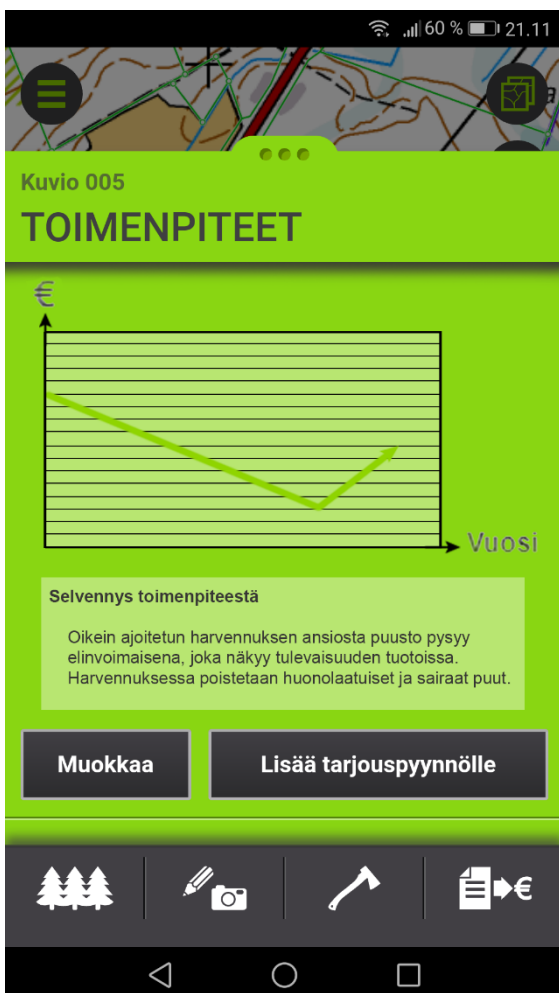 60 % 21.11
Kuvio 005
TOIMENPITEET
€
Vuosi
Selvennys toimenpiteestä
Oikein ajoitetun harvennuksen ansiosta puusto pysyy
elinvoimaisena, joka näkyy tulevaisuuden tuotoissa.
Harvennuksessa poistetaan huonolaatuiset ja sairaat puut.
Muokkaa
Lisää tarjouspyynnölle
€